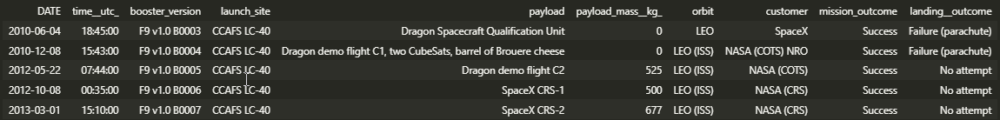 DATE time__utc_ booster_version launch_site payload payload_mass__kg_ orbit customer mission_outcome landing__outcome
2010-06-04 18:45:00 F9 v1.0 B0003 CCAFS LC-40 Dragon Spacecraft Qualification Unit 0 LEO SpaceX Success Failure (parachute)
2010-12-08 15:43:00 F9 v1.0 B0004 CCAFS LC-40 Dragon demo flight C1, two CubeSats, barrel of Brouere cheese 0 LEO (ISS) NASA (COTS) NRO Success Failure (parachute)
2012-05-22 07:44:00 F9 v1.0 B0005 CCAFS LC-40 Dragon demo flight C2 525 LEO (ISS) NASA (COTS) Success No attempt
2012-10-08 00:35:00 F9 v1.0 B0006 CCAFS LC-40 SpaceX CRS-1 500 LEO (ISS) NASA (CRS) Success No attempt
2013-03-01 15:10:00 F9 v1.0 B0007 CCAFS LC-40 SpaceX CRS-2 677 LEO (ISS) NASA (CRS) Success No attempt